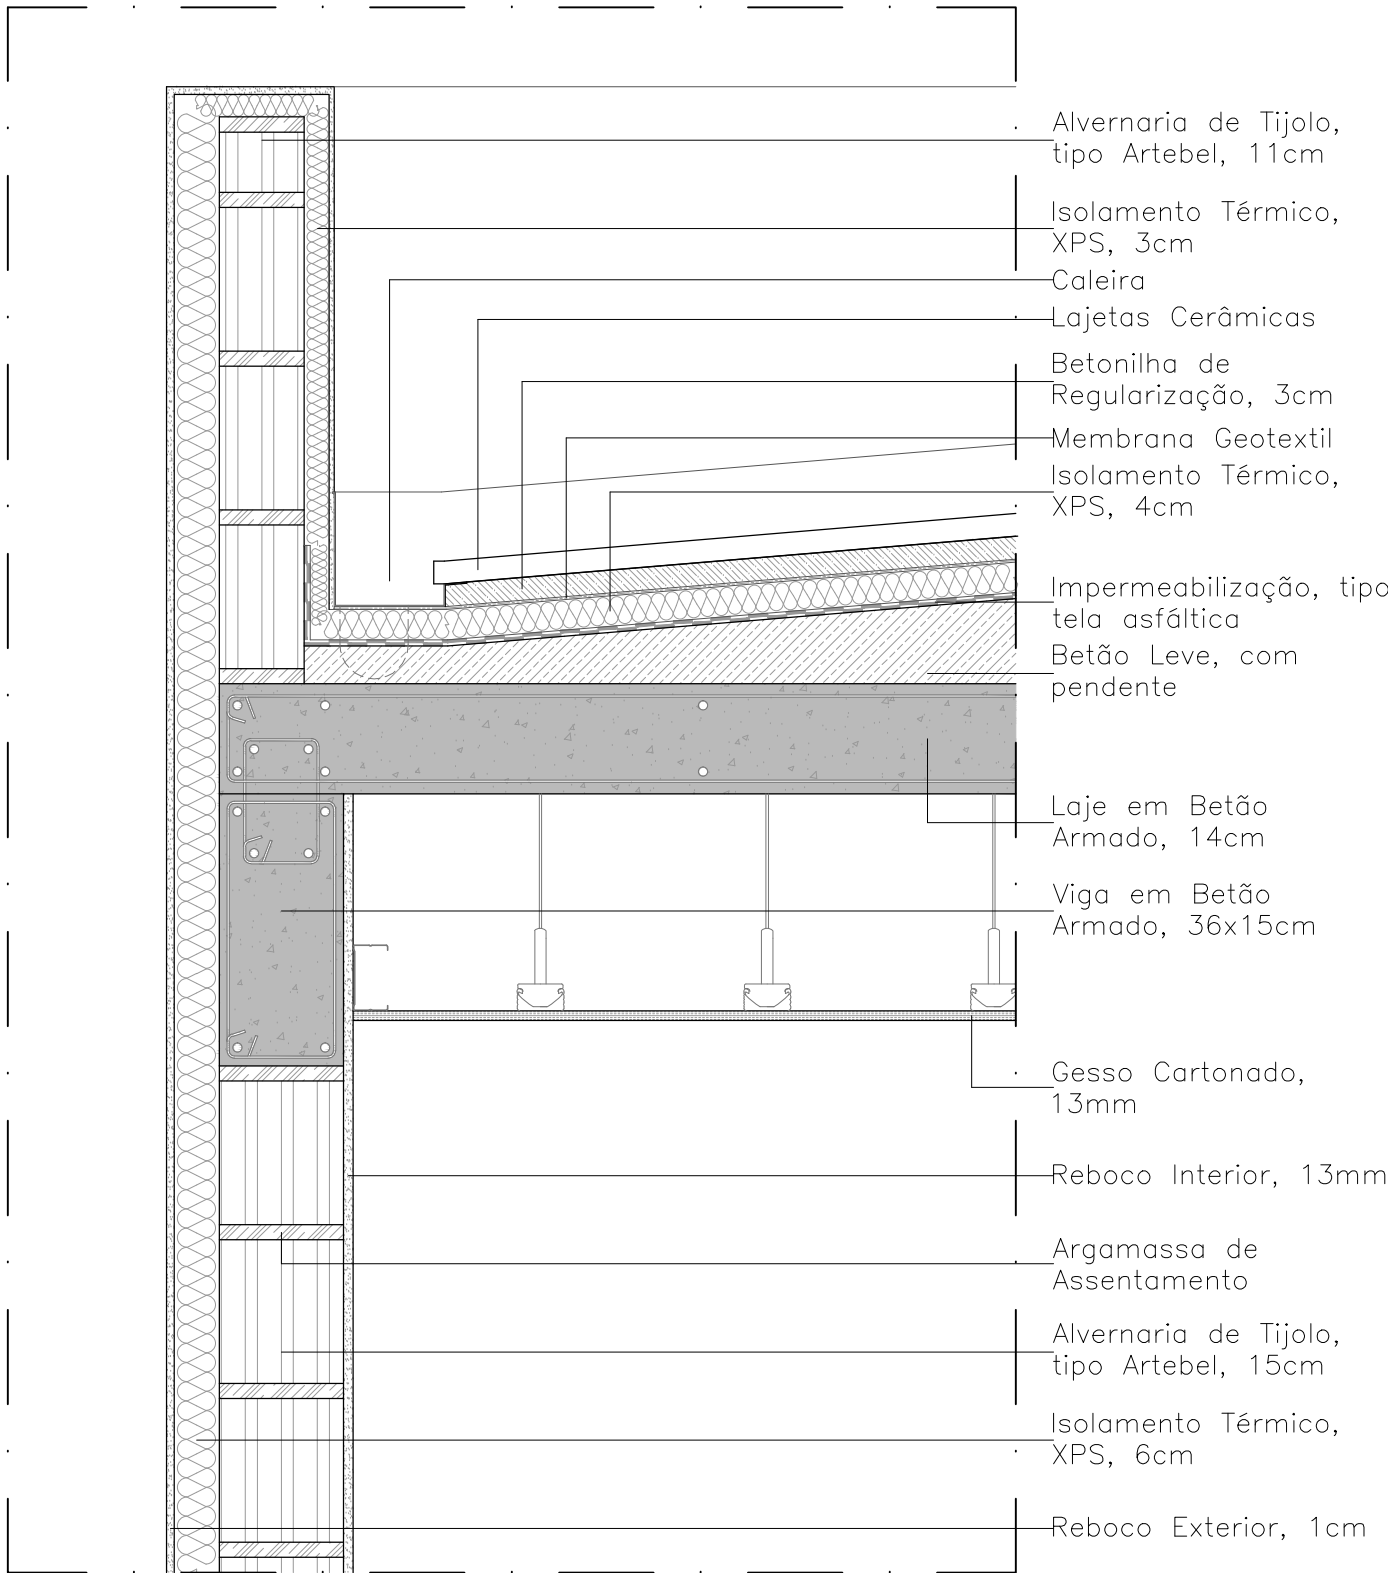 Alvernaria de Tijolo,
tipo Artebel, 11cm
Isolamento Térmico,
XPS, 3cm
Caleira
Lajetas Cerâmicas
Betonilha de
Regularização, 3cm
Membrana Geotextil
Isolamento Térmico,
XPS, 4cm
Impermeabilização, tipo
tela asfáltica
Betão Leve, com
pendente
Laje em Betão
Armado, 14cm
Viga em Betão
Armado, 36x15cm
Gesso Cartonado,
13mm
Reboco Interior, 13mm
Argamassa de
Assentamento
Alvernaria de Tijolo,
tipo Artebel, 15cm
Isolamento Térmico,
XPS, 6cm
Reboco Exterior, 1cm